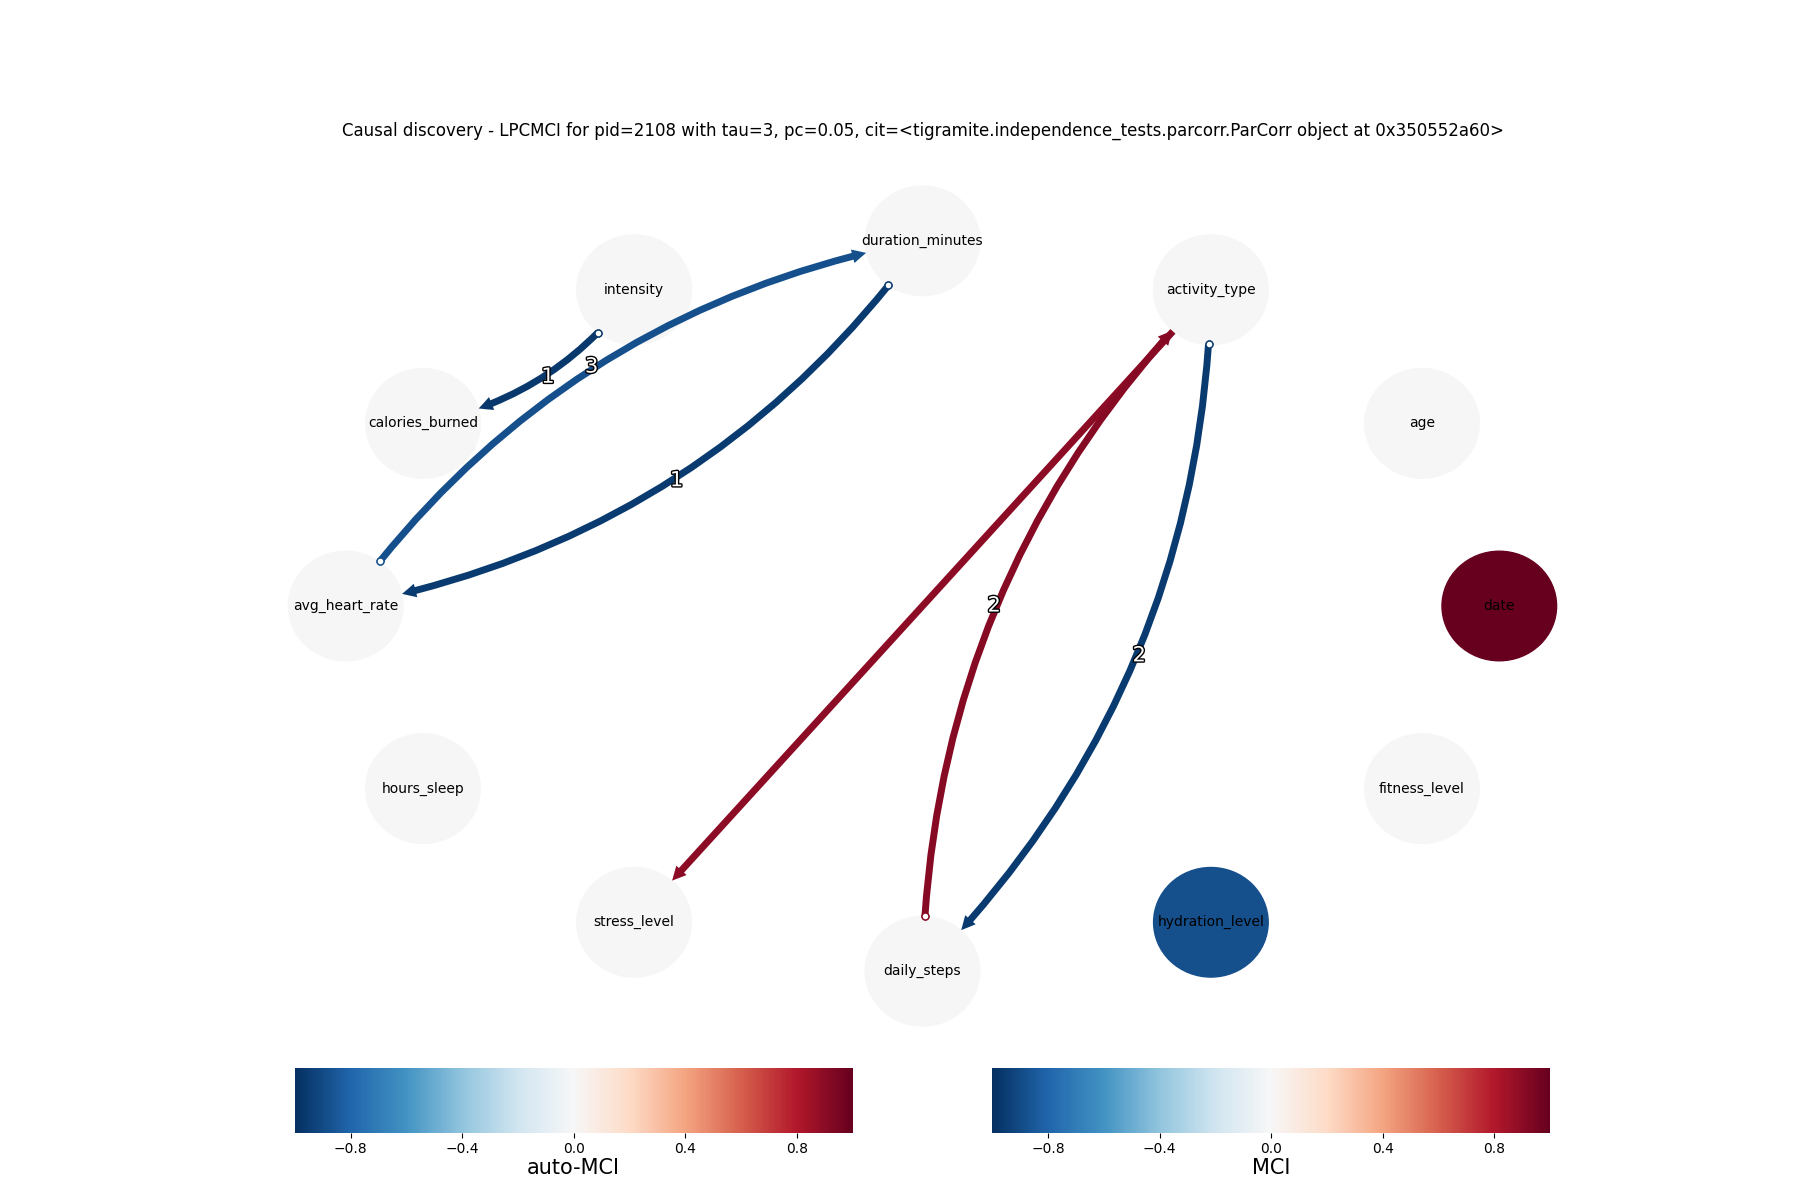 Causal discovery - LPCMCI for pid=2108 with tau=3, pc=0.05, cit=<tigramite.independence_tests.parcorr.ParCorr object at 0x350552a60>
duration_minutes
intensity
activity_type
3
1
calories_burned
age
1
avg_heart_rate
2
date
2
hours_sleep
fitness_level
stress_level
hydration_level
daily_steps
−0.8 −0.4 0.0 0.4 0.8
auto-MCI
−0.8 −0.4 0.0 0.4 0.8
MCI